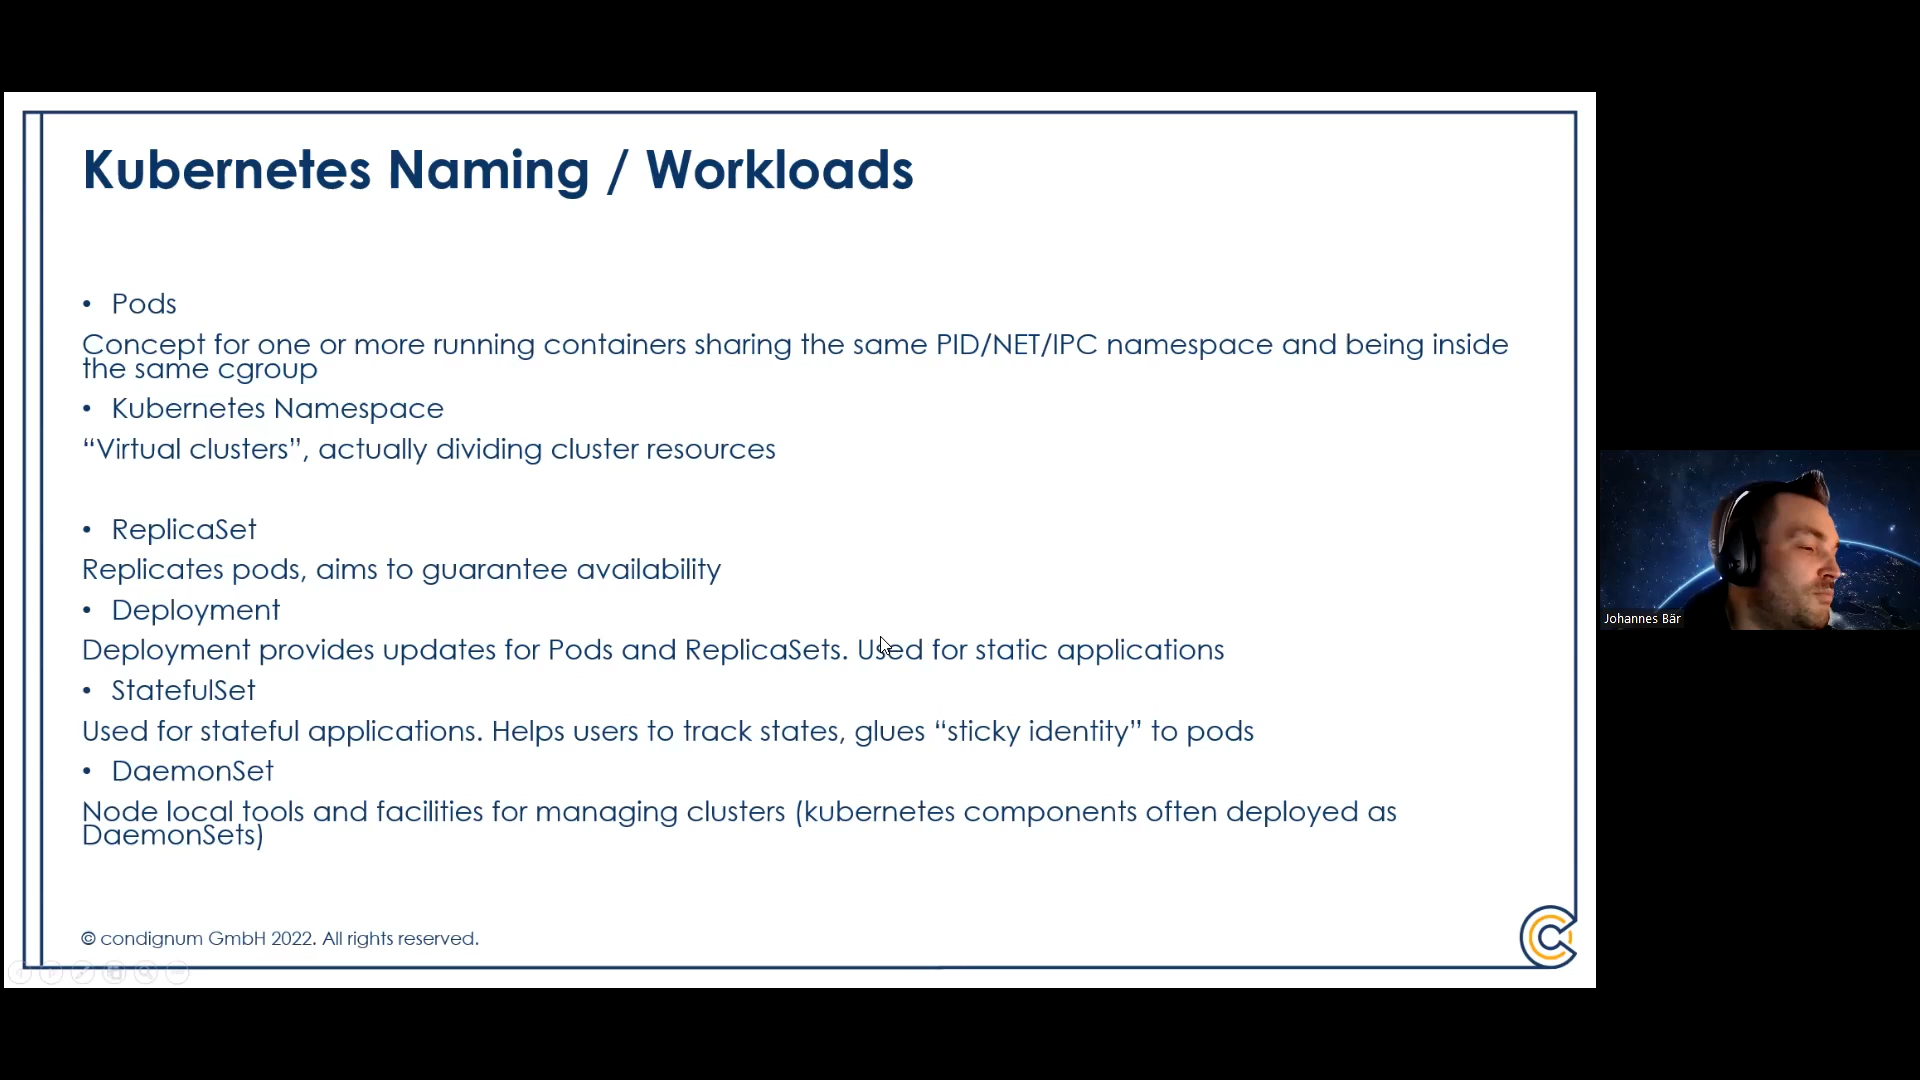 Kubernetes Naming / Workloads
• Pods
Concept for one or more running containers sharing the same PID/NET/IPC namespace and being inside
the same cgroup
• Kubernetes Namespace
“Virtual clusters”, actually dividing cluster resources
• ReplicaSet
Replicates pods, aims to guarantee availability
• Deployment
Deployment provides updates for Pods and ReplicaSets. Used for static applications
• StatefulSet
Used for stateful applications. Helps users to track states, glues “sticky identity” to pods
• DaemonSet
Node local tools and facilities for managing clusters (kubernetes components often deployed as
DaemonSets)
© condignum GmbH 2022. All rights reserved.
Johannes Bär